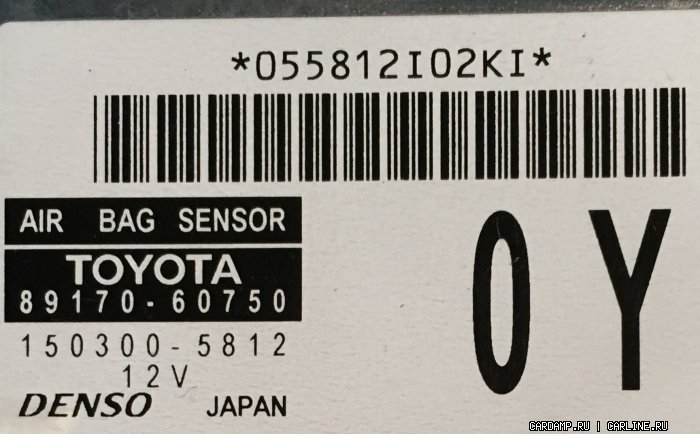 *055812I02KI*
AIR BAG SENSOR
TOYOTA
89170-60750
150300-5812
12V
DENSO JAPAN
0Y
CARDAMP.RU | CARLINE.RU